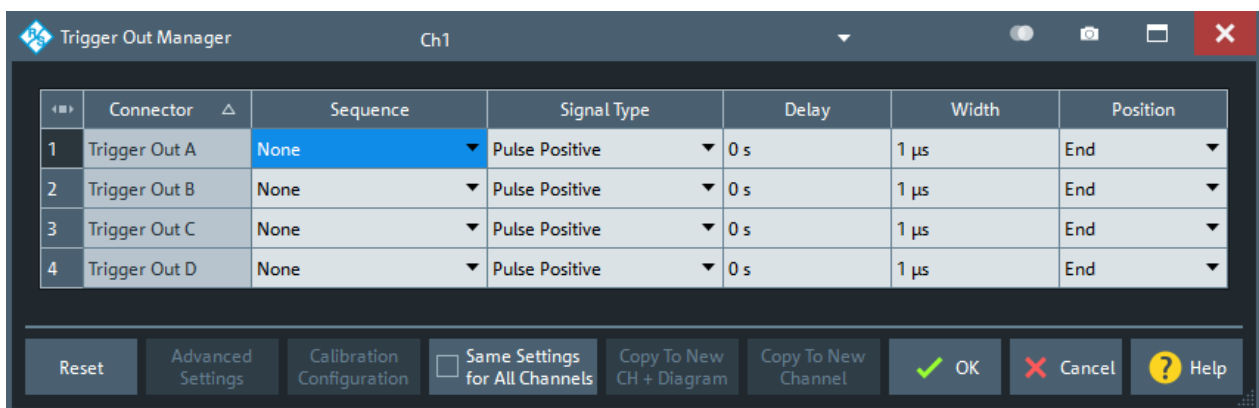 R&S Trigger Out Manager Ch1
Connector Sequence Signal Type Delay Width Position
1 Trigger Out A None Pulse Positive 0 s 1 µs End
2 Trigger Out B None Pulse Positive 0 s 1 µs End
3 Trigger Out C None Pulse Positive 0 s 1 µs End
4 Trigger Out D None Pulse Positive 0 s 1 µs End
Reset
Advanced
Settings
Calibration
Configuration
Same Settings
for All Channels
Copy To New
CH + Diagram
Copy To New
Channel
OK
Cancel
? Help